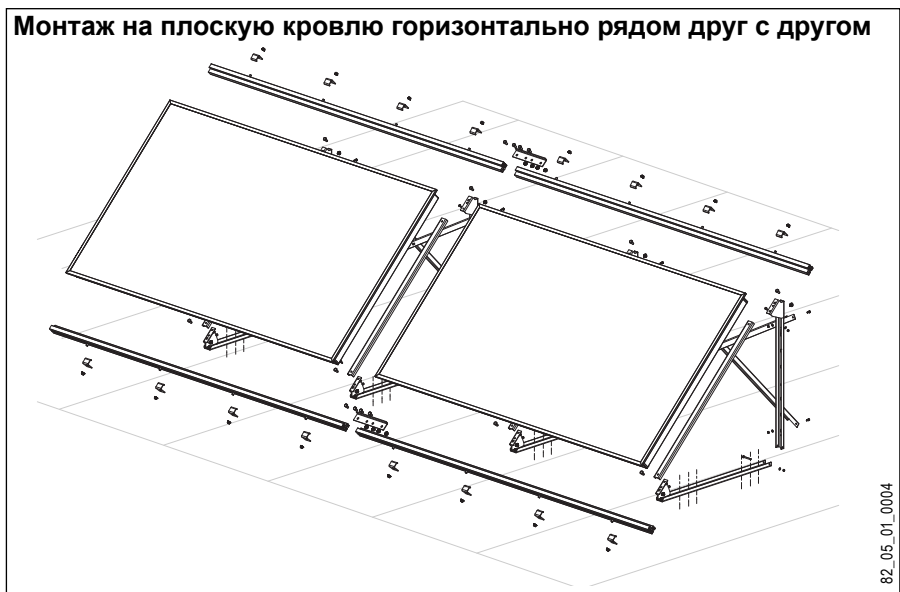 Монтаж на плоскую кровлю горизонтально рядом друг с другом
82_05_01_0004